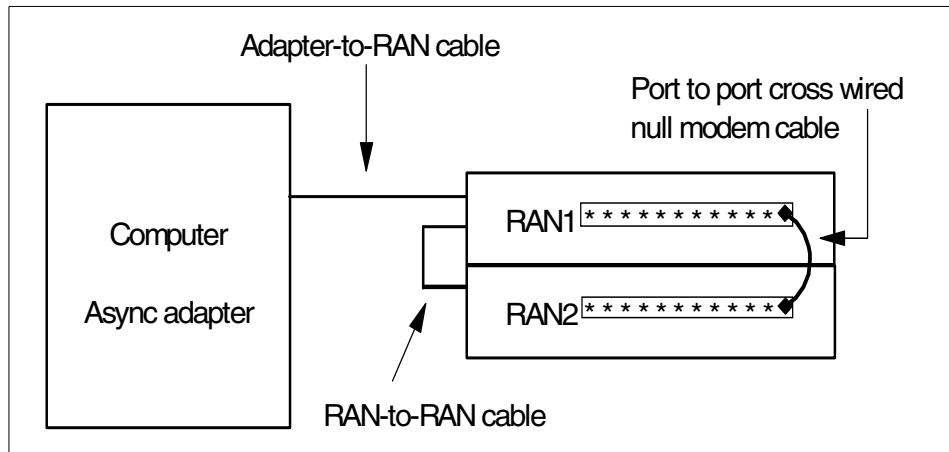 Adapter-to-RAN cable
Port to port cross wired
null modem cable
Computer
Async adapter
RAN1 * * * * * * * * * * *
RAN2 * * * * * * * * * * *
RAN-to-RAN cable